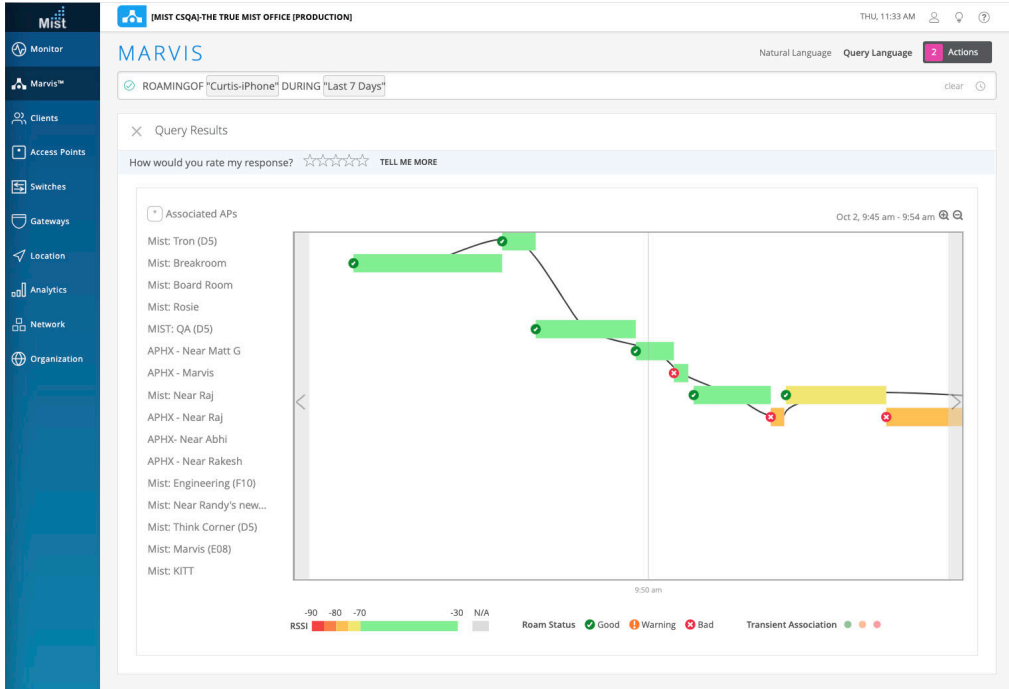 Mist
[MIST CSQA]-THE TRUE MIST OFFICE [PRODUCTION]
THU, 11:33 AM
Monitor
Marvis™
Clients
Access Points
Switches
Gateways
Location
Analytics
Network
Organization
MARVIS
Natural Language Query Language 2 Actions
ROAMINGOF "Curtis-iPhone" DURING "Last 7 Days"
clear
Query Results
How would you rate my response? TELL ME MORE
Associated APs
Oct 2, 9:45 am - 9:54 am
Mist: Tron (D5)
Mist: Breakroom
Mist: Board Room
Mist: Rosie
MIST: QA (D5)
APHX - Near Matt G
APHX - Marvis
Mist: Near Raj
APHX - Near Raj
APHX- Near Abhi
APHX - Near Rakesh
Mist: Engineering (F10)
Mist: Near Randy's new...
Mist: Think Corner (D5)
Mist: Marvis (E08)
Mist: KITT
9:50 am
-90 -80 -70 -30 N/A
RSSI
Roam Status Good Warning Bad
Transient Association